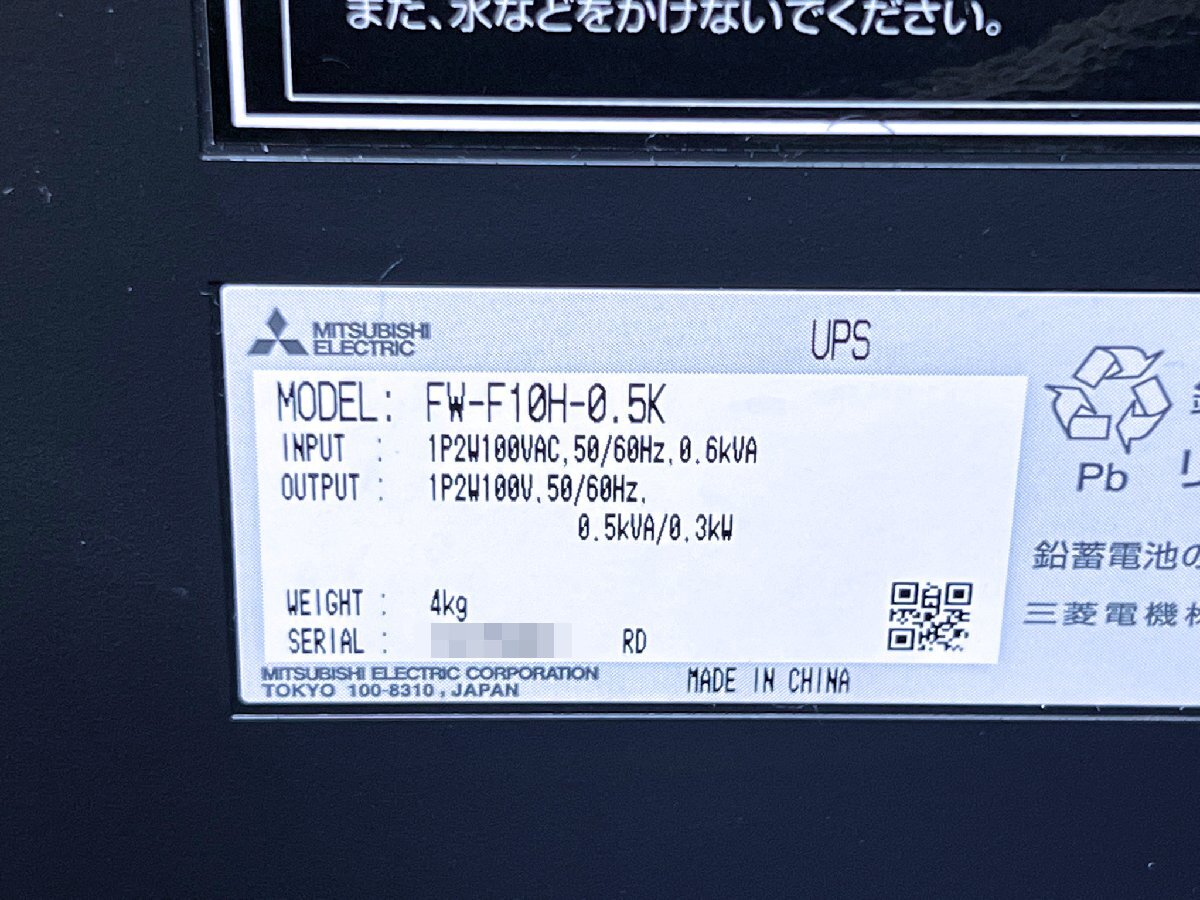 また、水などをかけないでください。
MITSUBISHI
ELECTRIC
UPS
MODEL: FW-F10H-0.5K
INPUT : 1P2W100VAC,50/60Hz,0.6kVA
OUTPUT : 1P2W100V,50/60Hz,
0.5kVA/0.3kW
WEIGHT : 4kg
SERIAL : RD
MITSUBISHI ELECTRIC CORPORATION
TOKYO 100-8310, JAPAN
MADE IN CHINA
Pb
鉛蓄電池の
三菱電機株